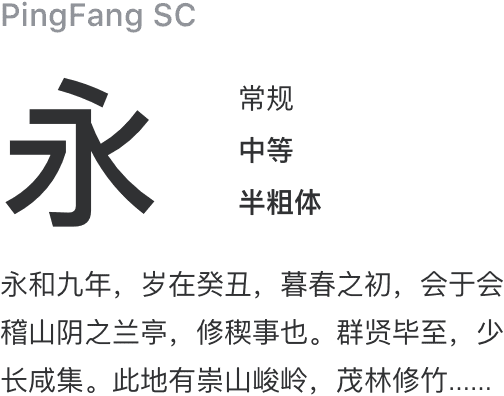 PingFang SC
永
常规
中等
半粗体
永和九年，岁在癸丑，暮春之初，会于会
稽山阴之兰亭，修稧事也。群贤毕至，少
长咸集。此地有崇山峻岭，茂林修竹……